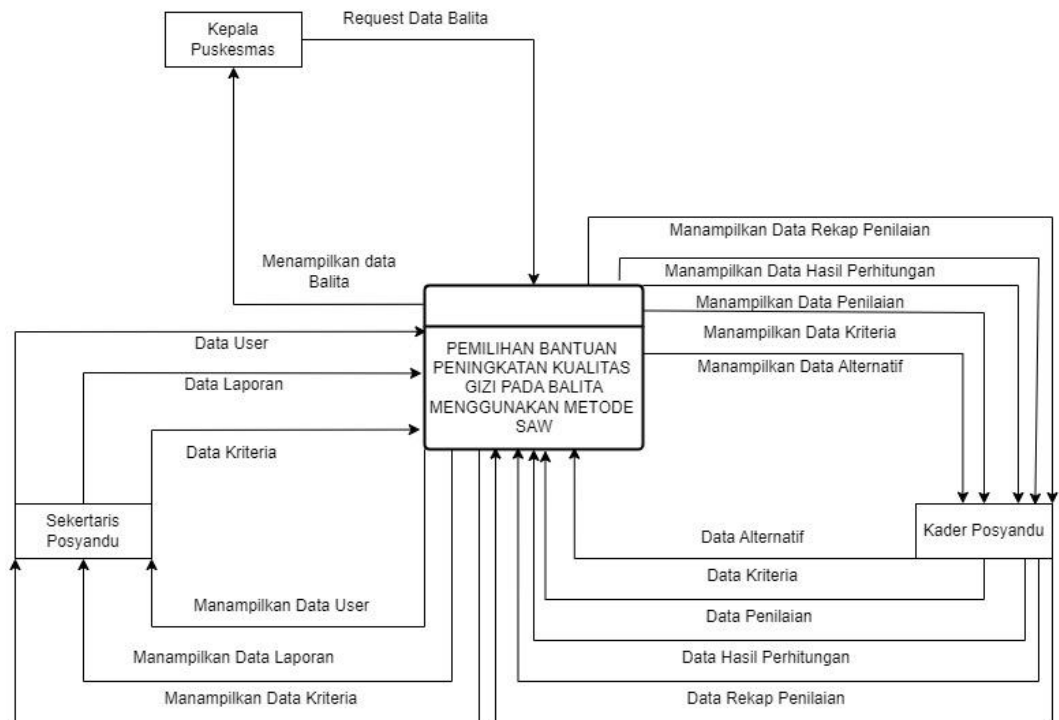 Request Data Balita
Kepala
Puskesmas
Manampilkan Data Rekap Penilaian
Menampilkan data
Balita
Manampilkan Data Hasil Perhitungan
Manampilkan Data Penilaian
Manampilkan Data Kriteria
Manampilkan Data Alternatif
Data User
Data Laporan
Data Kriteria
PEMILIHAN BANTUAN
PENINGKATAN KUALITAS
GIZI PADA BALITA
MENGGUNAKAN METODE
SAW
Sekertaris
Posyandu
Kader Posyandu
Data Alternatif
Data Kriteria
Data Penilaian
Data Hasil Perhitungan
Data Rekap Penilaian
Manampilkan Data User
Manampilkan Data Laporan
Manampilkan Data Kriteria